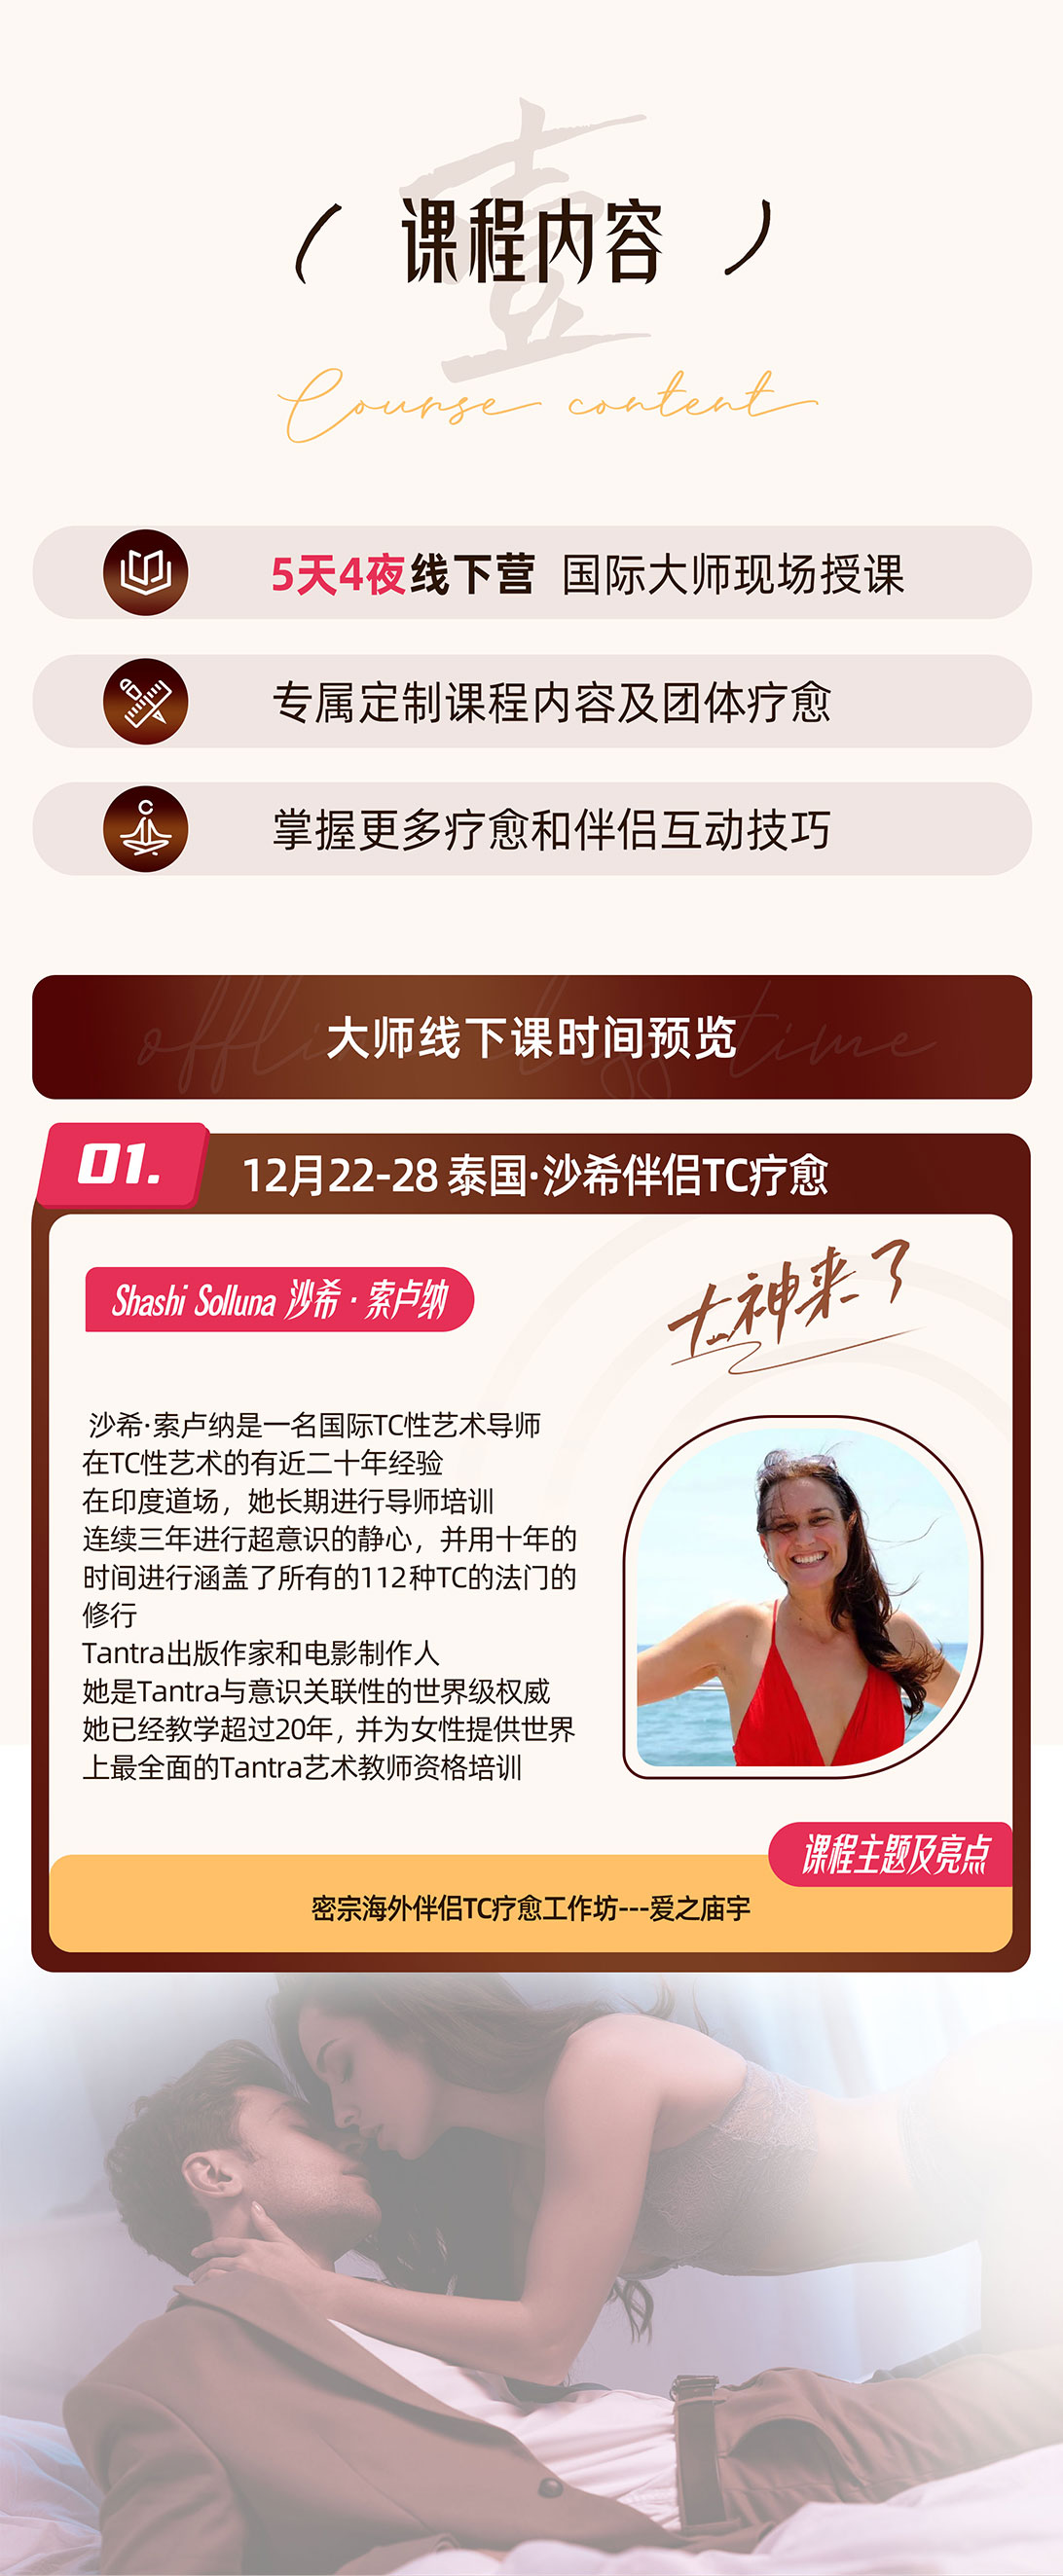 壹
课程内容
Course content
5天4夜线下营 国际大师现场授课
专属定制课程内容及团体疗愈
掌握更多疗愈和伴侣互动技巧
大师线下课时间预览
01.
12月22-28 泰国·沙希伴侣TC疗愈
Shashi Solluna 沙希·索卢纳
大神来了
沙希·索卢纳是一名国际TC性艺术导师
在TC性艺术的有近二十年经验
在印度道场，她长期进行导师培训
连续三年进行超意识的静心，并用十年的
时间进行涵盖了所有的112种TC的法门的
修行
Tantra出版作家和电影制作人
她是Tantra与意识关联性的世界级权威
她已经教学超过20年，并为女性提供世界
上最全面的Tantra艺术教师资格培训
课程主题及亮点
密宗海外伴侣TC疗愈工作坊---爱之庙宇